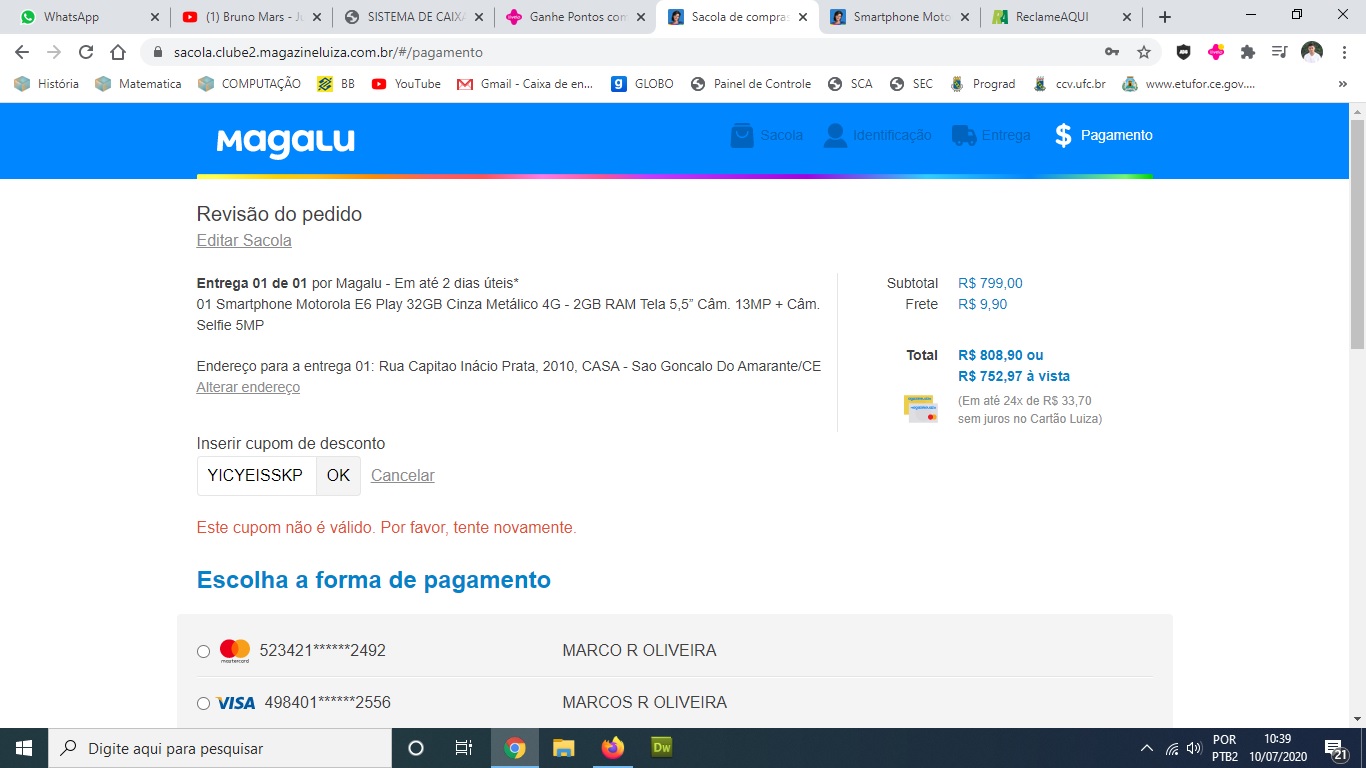 WhatsApp
(1) Bruno Mars - Ju
SISTEMA DE CAIXA
Ganhe Pontos com
Sacola de compras
Smartphone Moto
ReclameAQUI
sacola.clube2.magazineluiza.com.br/#/pagamento
História
Matematica
COMPUTAÇÃO
BB
YouTube
Gmail - Caixa de en...
GLOBO
Painel de Controle
SCA
SEC
Prograd
ccv.ufc.br
www.etufor.ce.gov....
MAGALU
Sacola
Identificação
Entrega
Pagamento
Revisão do pedido
Editar Sacola
Entrega 01 de 01 por Magalu - Em até 2 dias úteis*
01 Smartphone Motorola E6 Play 32GB Cinza Metálico 4G - 2GB RAM Tela 5,5” Câm. 13MP + Câm.
Selfie 5MP
Endereço para a entrega 01: Rua Capitao Inácio Prata, 2010, CASA - Sao Goncalo Do Amarante/CE
Alterar endereço
Subtotal R$ 799,00
Frete R$ 9,90
Total R$ 808,90 ou
R$ 752,97 à vista
(Em até 24x de R$ 33,70
sem juros no Cartão Luiza)
Inserir cupom de desconto
YICYEISSKP OK Cancelar
Este cupom não é válido. Por favor, tente novamente.
Escolha a forma de pagamento
mastercard 523421******2492 MARCO R OLIVEIRA
VISA 498401******2556 MARCOS R OLIVEIRA
Digite aqui para pesquisar
Dw
POR
PTB2
10:39
10/07/2020
21